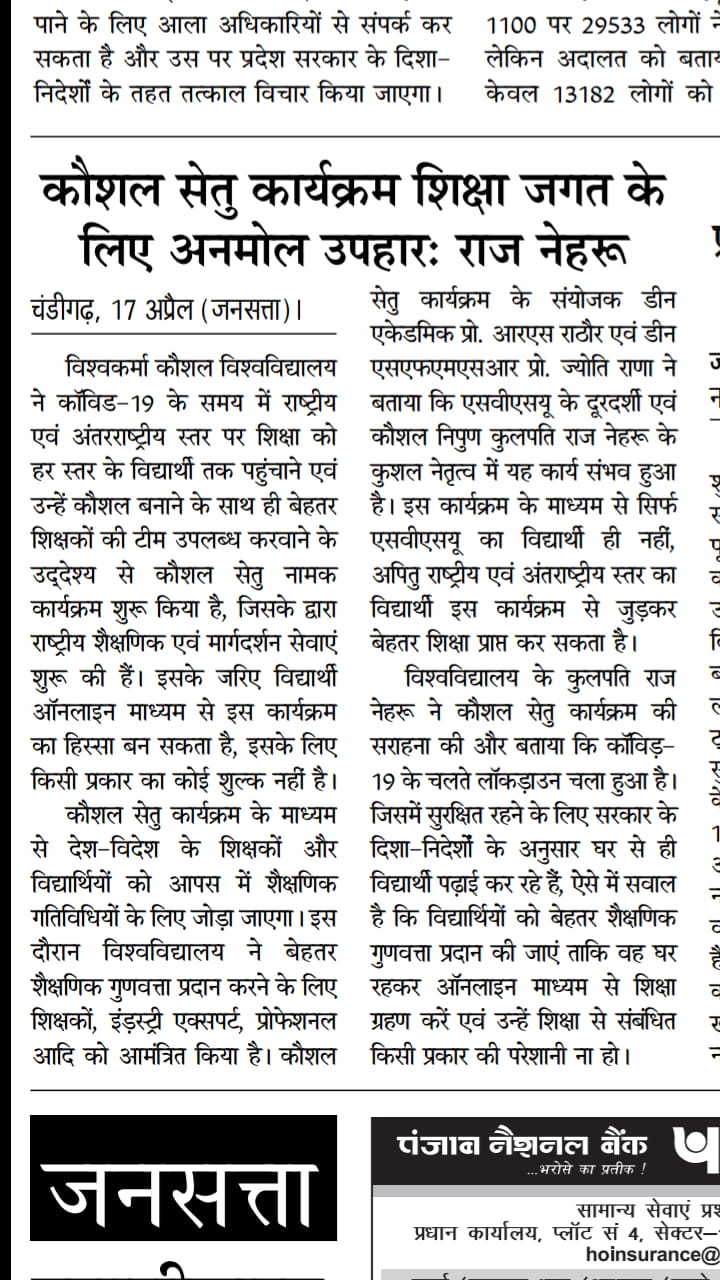 पाने के लिए आला अधिकारियों से संपर्क कर
सकता है और उस पर प्रदेश सरकार के दिशा-
निदेर्शों के तहत तत्काल विचार किया जाएगा।
1100 पर 29533 लोगों
लेकिन अदालत को
केवल 13182 लोगों को
कौशल सेतु कार्यक्रम शिक्षा जगत के
लिए अनमोल उपहारः राज नेहरू
चंडीगढ़, 17 अप्रैल (जनसत्ता)।
विश्वकर्मा कौशल विश्वविद्यालय
ने कॉविड-19 के समय में राष्ट्रीय
एवं अंतरराष्ट्रीय स्तर पर शिक्षा को
हर स्तर के विद्यार्थी तक पहुंचाने एवं
उन्हें कौशल बनाने के साथ ही बेहतर
शिक्षकों की टीम उपलब्ध करवाने के
उद्देश्य से कौशल सेतु नामक
कार्यक्रम शुरू किया है, जिसके द्वारा
राष्ट्रीय शैक्षणिक एवं मार्गदर्शन सेवाएं
शुरू की हैं। इसके जरिए विद्यार्थी
ऑनलाइन माध्यम से इस कार्यक्रम
का हिस्सा बन सकता है, इसके लिए
किसी प्रकार का कोई शुल्क नहीं है।
कौशल सेतु कार्यक्रम के माध्यम
से देश-विदेश के शिक्षकों और
विद्यार्थियों को आपस में शैक्षणिक
गतिविधियों के लिए जोड़ा जाएगा। इस
दौरान विश्वविद्यालय ने बेहतर
शैक्षणिक गुणवत्ता प्रदान करने के लिए
शिक्षकों, इंड़स्ट्री एक्सपर्ट, प्रोफेशनल
आदि को आमंत्रित किया है। कौशल
सेतु कार्यक्रम के संयोजक डीन
एकेडमिक प्रो. आरएस राठौर एवं डीन
एसएफएमएसआर प्रो. ज्योति राणा ने
बताया कि एसवीएसयू के दूरदर्शी एवं
कौशल निपुण कुलपति राज नेहरू के
कुशल नेतृत्व में यह कार्य संभव हुआ
है। इस कार्यक्रम के माध्यम से सिर्फ
एसवीएसयू का विद्यार्थी ही नहीं,
अपितु राष्ट्रीय एवं अंतराष्ट्रीय स्तर का
विद्यार्थी इस कार्यक्रम से जुड़कर
बेहतर शिक्षा प्राप्त कर सकता है।
विश्वविद्यालय के कुलपति राज
नेहरू ने कौशल सेतु कार्यक्रम की
सराहना की और बताया कि कॉविड़-
19 के चलते लॉकड़ाउन चला हुआ है।
जिसमें सुरक्षित रहने के लिए सरकार के
दिशा-निदेर्शों के अनुसार घर से ही
विद्यार्थी पढ़ाई कर रहे हैं, ऐसे में सवाल
है कि विद्यार्थियों को बेहतर शैक्षणिक
गुणवत्ता प्रदान की जाएं ताकि वह घर
रहकर ऑनलाइन माध्यम से शिक्षा
ग्रहण करें एवं उन्हें शिक्षा से संबंधित
किसी प्रकार की परेशानी ना हो।
जनसत्ता
पंजाब नैशनल बैंक
...भरोसे का प्रतीक !
सामान्य सेवाएं
प्रधान कार्यालय, प्लॉट सं 4, सेक्टर-
hoinsurance@